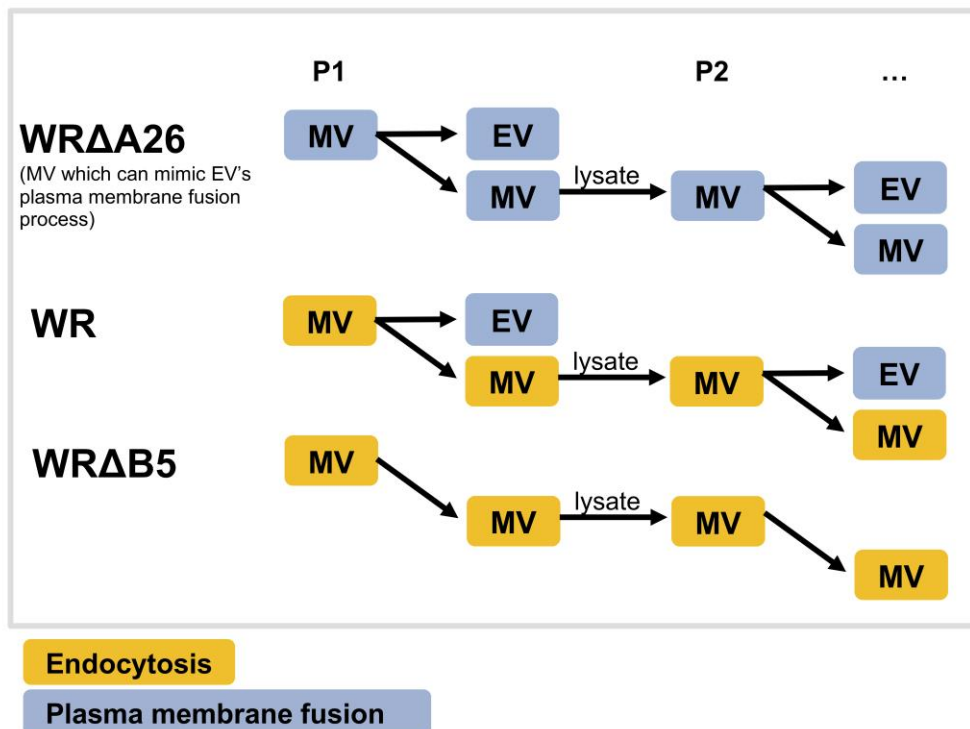 P1 P2 ...
WRΔA26
(MV which can mimic EV's
plasma membrane fusion
process)
MV EV
MV lysate MV EV
MV
WR
MV EV
MV lysate MV EV
MV
WRΔB5
MV
MV lysate MV
MV
Endocytosis
Plasma membrane fusion